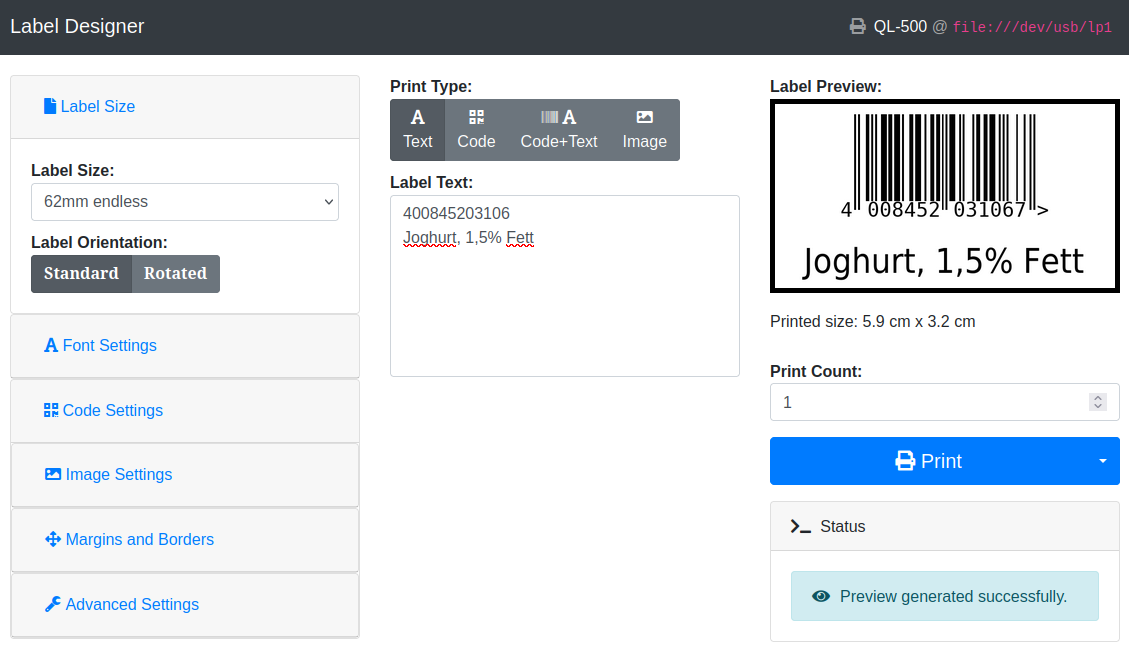 Label Designer
QL-500 @ file:///dev/usb/lp1
Label Size
Label Size:
62mm endless
Label Orientation:
Standard Rotated
Font Settings
Code Settings
Image Settings
Margins and Borders
Advanced Settings
Print Type:
Text Code Code+Text Image
Label Text:
400845203106
Joghurt, 1,5% Fett
Label Preview:
4 008452 031067 >
Joghurt, 1,5% Fett
Printed size: 5.9 cm x 3.2 cm
Print Count:
1
Print
Status
Preview generated successfully.